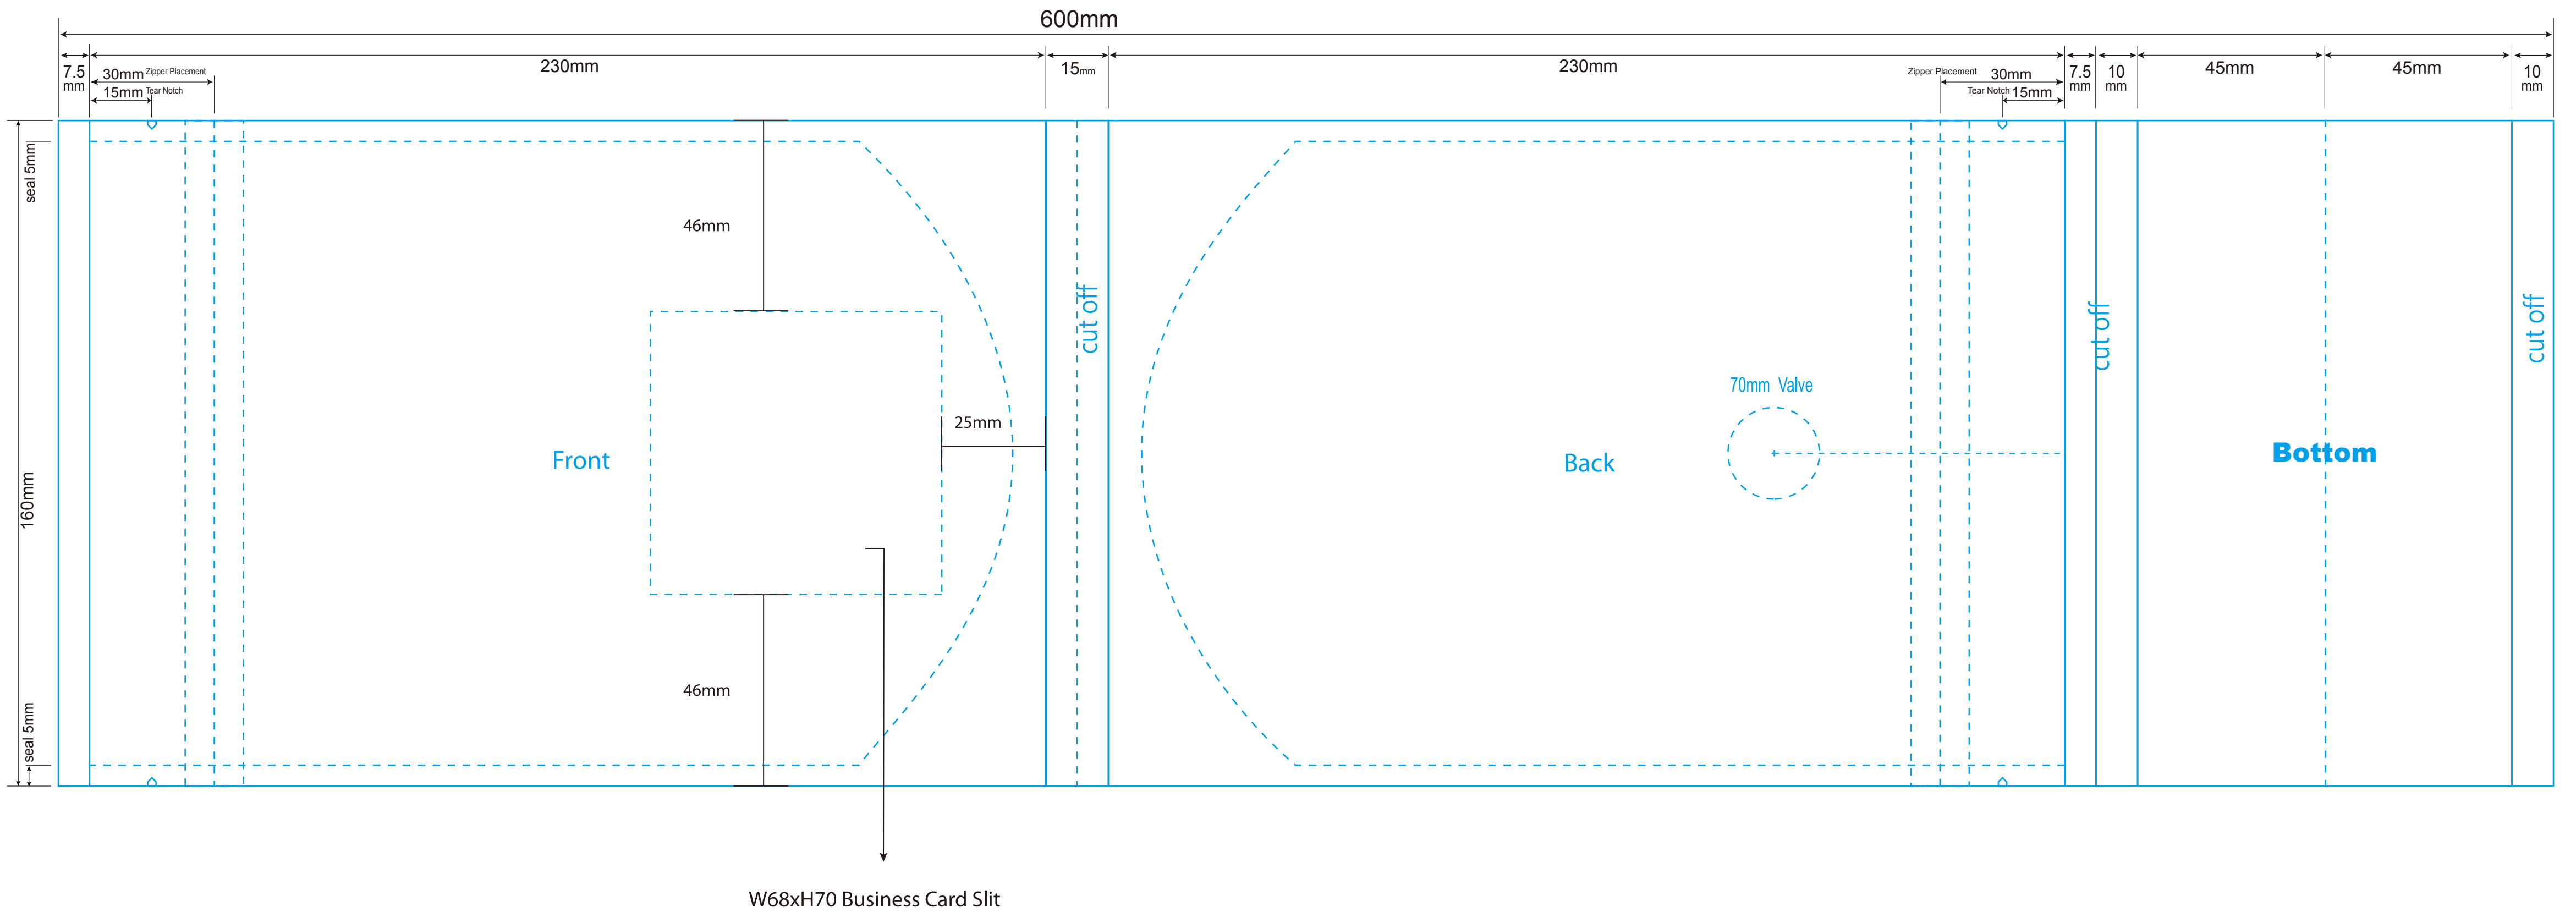 600mm
7.5
mm
230mm
15mm
230mm
7.5
mm
10
mm
45mm
45mm
10
mm
30mm Zipper Placement
15mm Tear Notch
Zipper Placement 30mm
Tear Notch 15mm
seal 5mm
160mm
seal 5mm
46mm
25mm
46mm
Front
cut off
70mm Valve
Back
cut off
Bottom
cut off
W68xH70 Business Card Slit